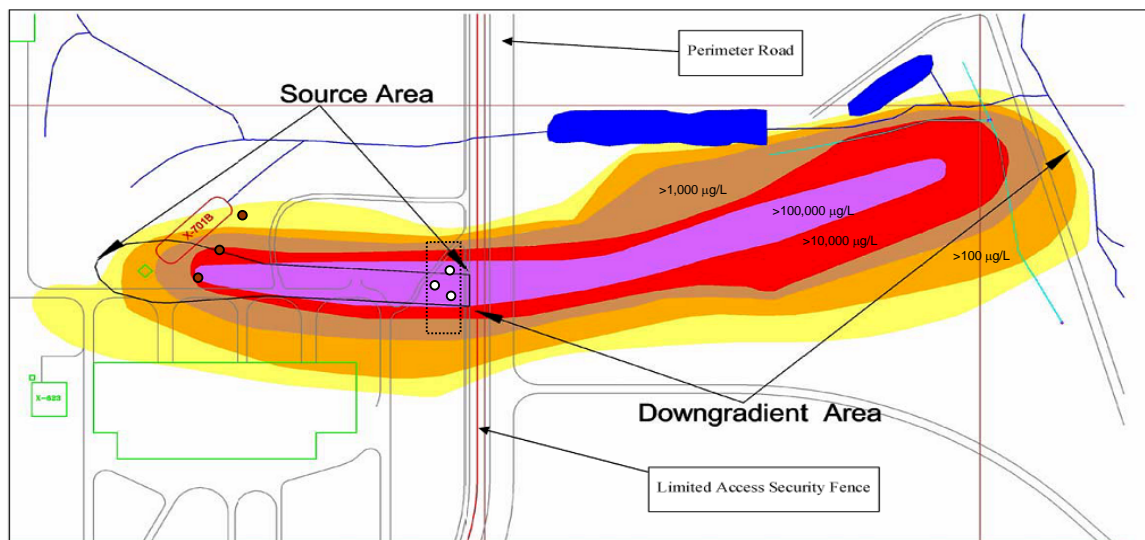 Perimeter Road
Source Area
>1,000 µg/L
X-701B
>100,000 µg/L
>10,000 µg/L
>100 µg/L
X-623
Downgradient Area
Limited Access Security Fence